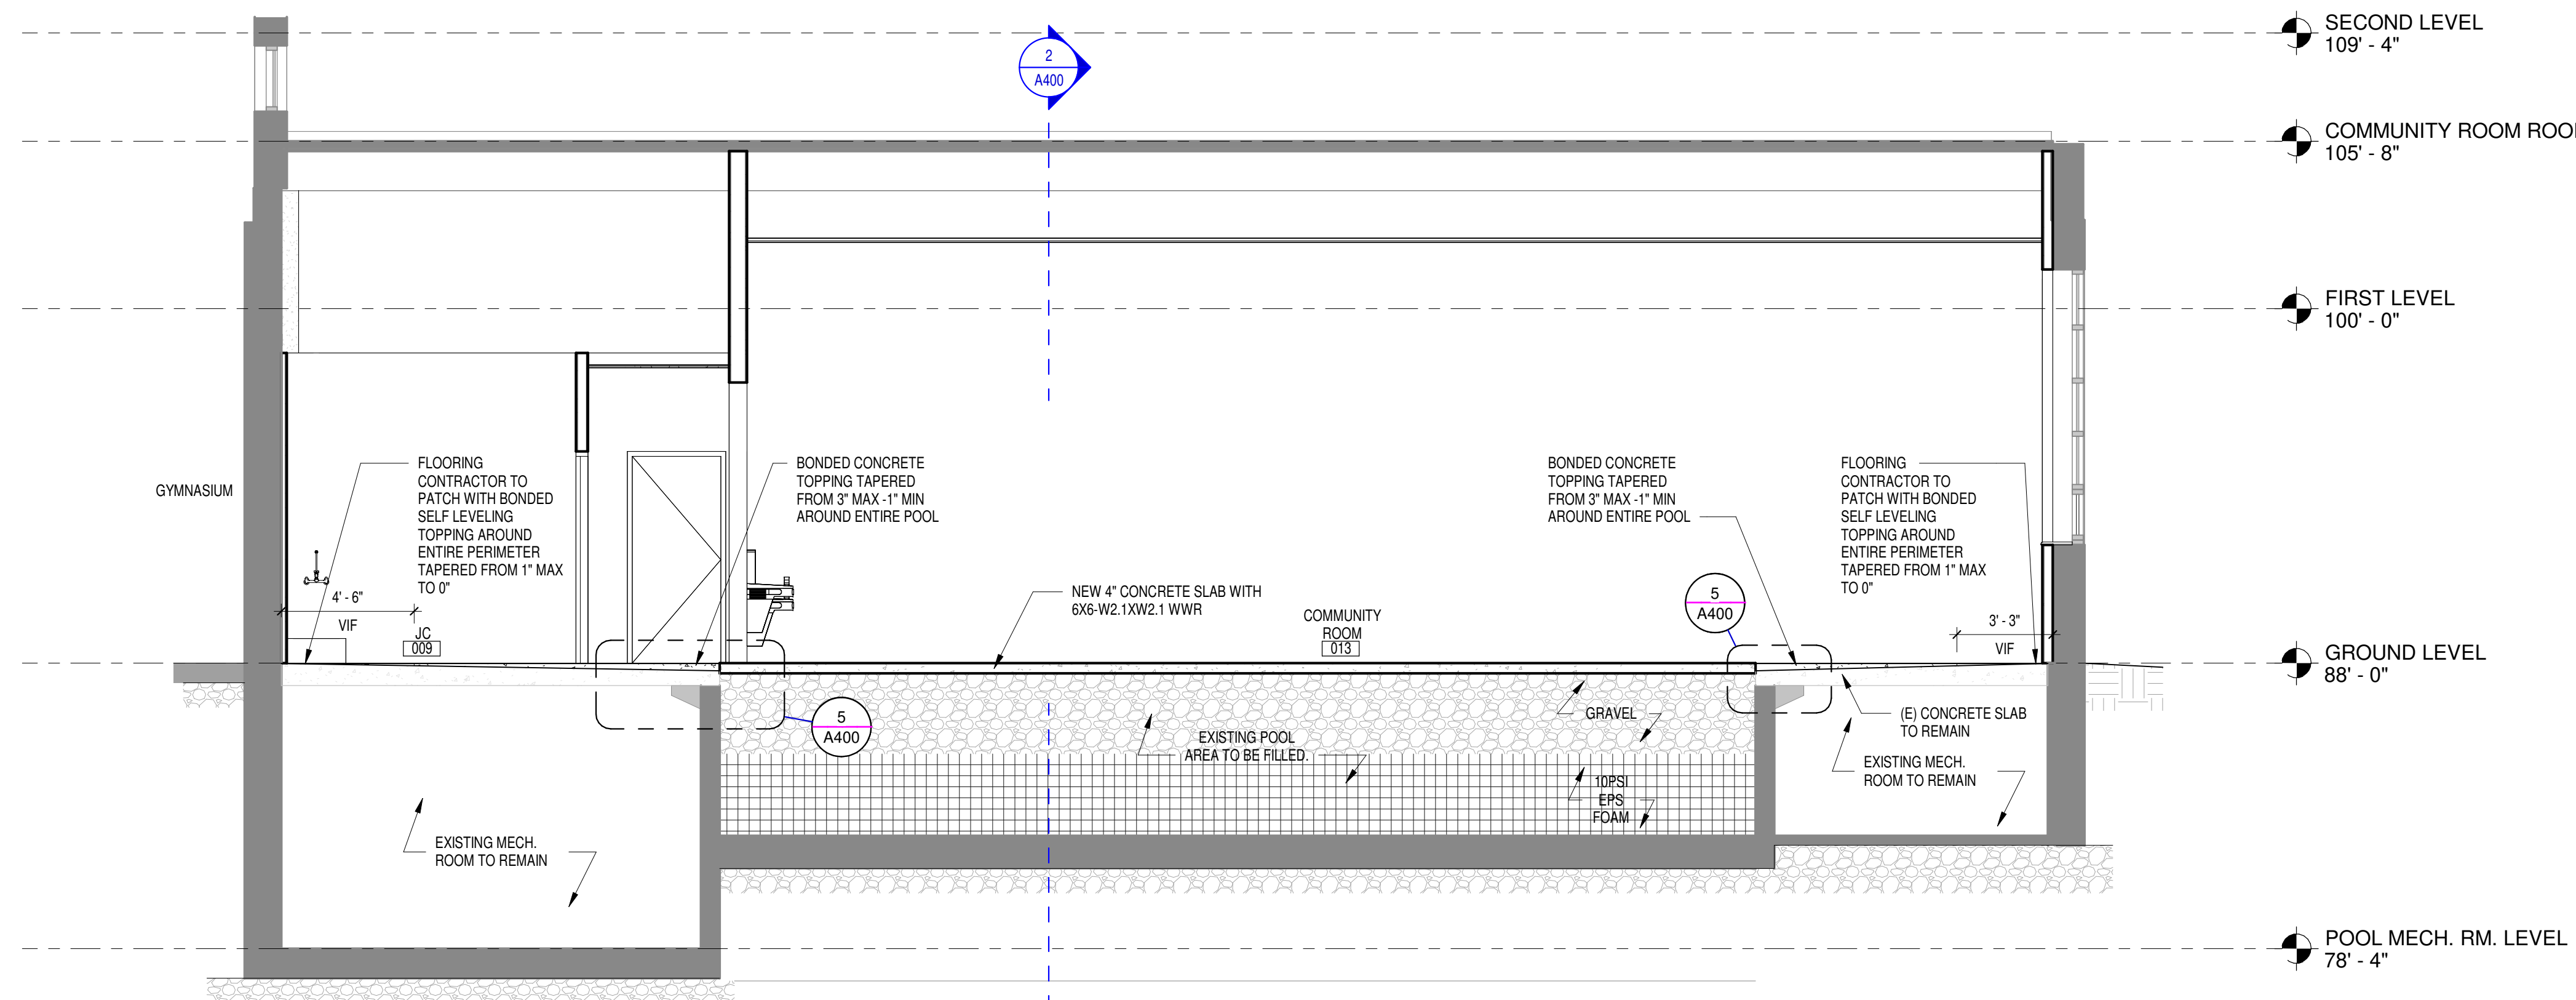 SECOND LEVEL
109' - 4"
2
A400
COMMUNITY ROOM ROO
105' - 8"
FIRST LEVEL
100' - 0"
GYMNASIUM
FLOORING
CONTRACTOR TO
PATCH WITH BONDED
SELF LEVELING
TOPPING AROUND
ENTIRE PERIMETER
TAPERED FROM 1" MAX
TO 0"
BONDED CONCRETE
TOPPING TAPERED
FROM 3" MAX -1" MIN
AROUND ENTIRE POOL
BONDED CONCRETE
TOPPING TAPERED
FROM 3" MAX -1" MIN
AROUND ENTIRE POOL
FLOORING
CONTRACTOR TO
PATCH WITH BONDED
SELF LEVELING
TOPPING AROUND
ENTIRE PERIMETER
TAPERED FROM 1" MAX
TO 0"
4' - 6"
VIF
JC
009
NEW 4" CONCRETE SLAB WITH
6X6-W2.1XW2.1 WWR
COMMUNITY
ROOM
013
5
A400
3' - 3"
VIF
GROUND LEVEL
88' - 0"
5
A400
EXISTING POOL
AREA TO BE FILLED.
GRAVEL
(E) CONCRETE SLAB
TO REMAIN
EXISTING MECH.
ROOM TO REMAIN
10PSI
EPS
FOAM
EXISTING MECH.
ROOM TO REMAIN
POOL MECH. RM. LEVEL
78' - 4"